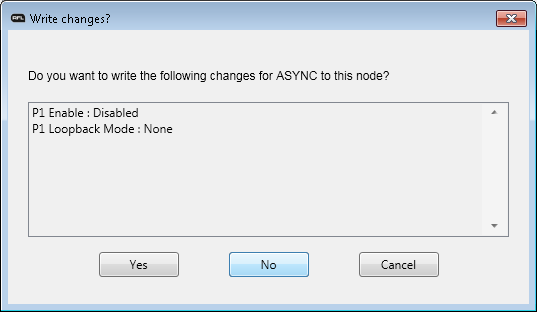 AFL Write changes?
Do you want to write the following changes for ASYNC to this node?
P1 Enable : Disabled
P1 Loopback Mode : None
Yes No Cancel